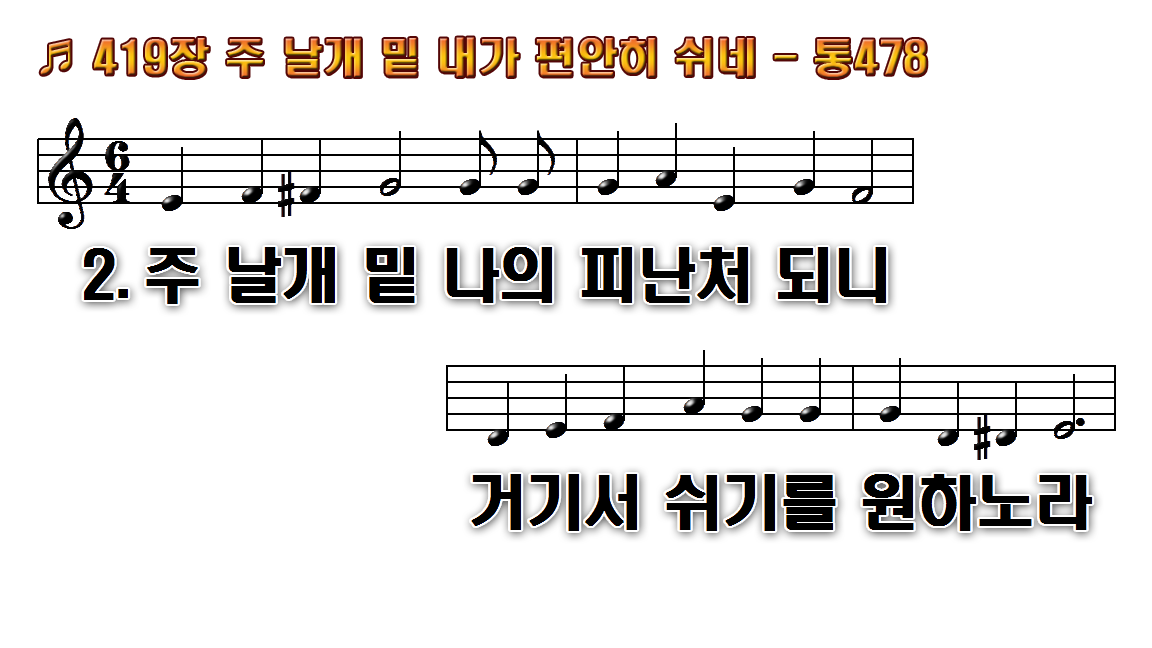 ♬ 419장 주 날개 밑 내가 편안히 쉬네 - 통478
6
4
2. 주 날개 밑 나의 피난처 되니
거기서 쉬기를 원하노라